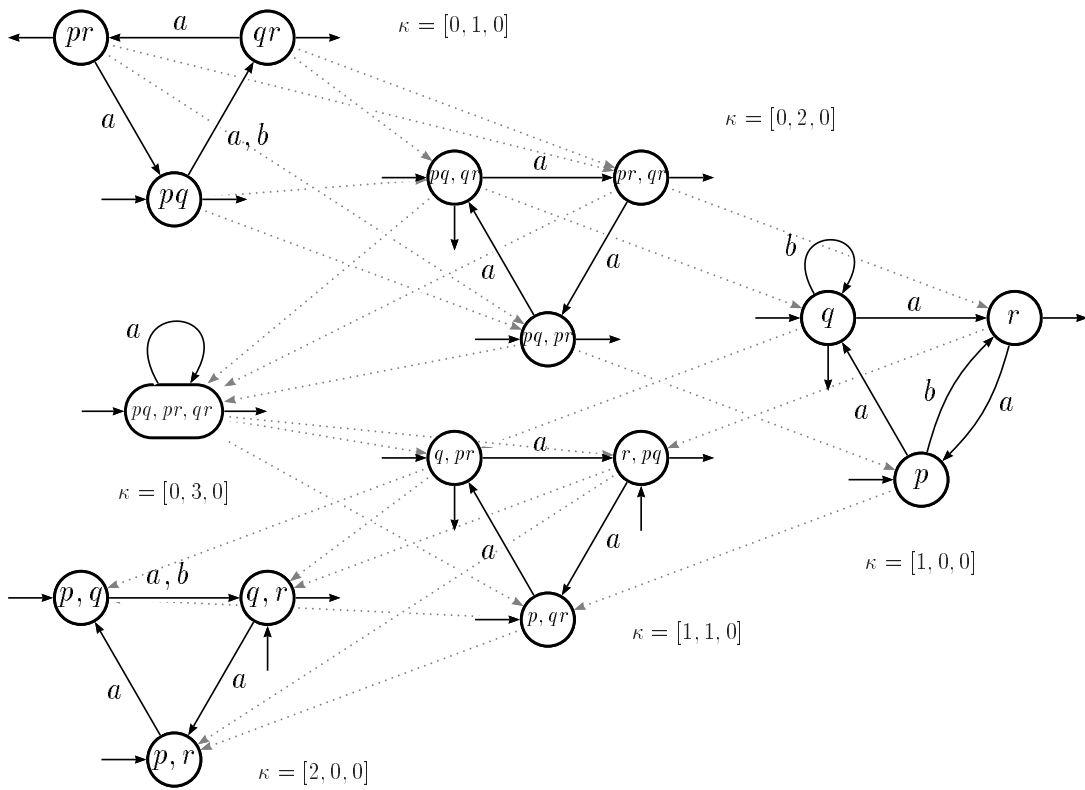 pr
a
qr
κ = [0, 1, 0]
a
a, b
pq
κ = [0, 2, 0]
pq, qr
a
pr, qr
a
a
pq, pr
b
q
a
r
a
b
a
p
κ = [1, 0, 0]
a
pq, pr, qr
κ = [0, 3, 0]
q, pr
a
r, pq
a
a
p, qr
κ = [1, 1, 0]
p, q
a, b
q, r
a
a
p, r
κ = [2, 0, 0]